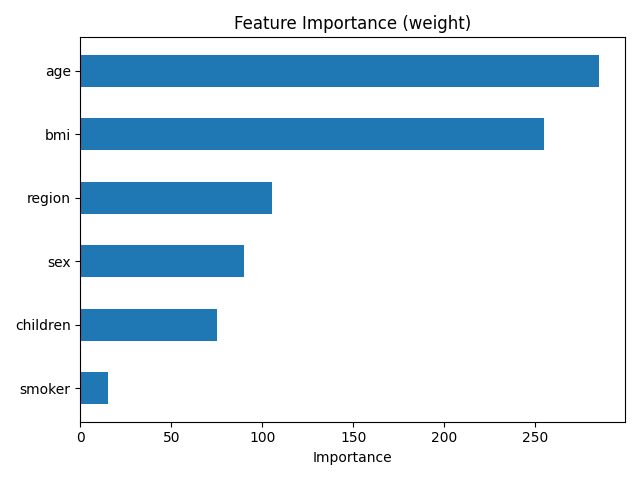 Feature Importance (weight)
age
bmi
region
sex
children
smoker
0 50 100 150 200 250
Importance